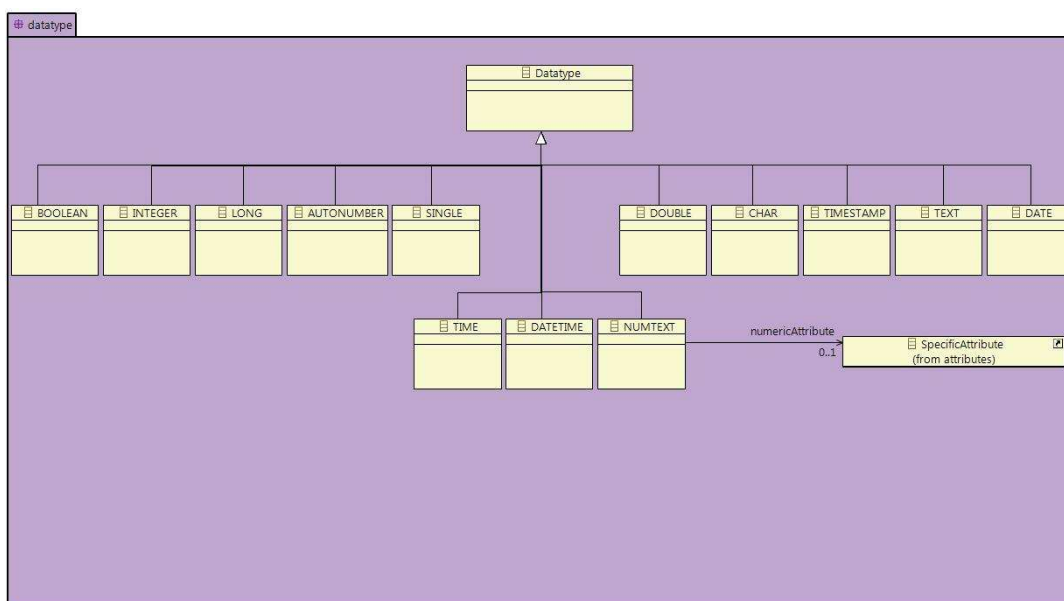 datatype
Datatype
BOOLEAN
INTEGER
LONG
AUTONUMBER
SINGLE
DOUBLE
CHAR
TIMESTAMP
TEXT
DATE
TIME
DATETIME
NUMTEXT
numericAttribute
0..1
SpecificAttribute
(from attributes)